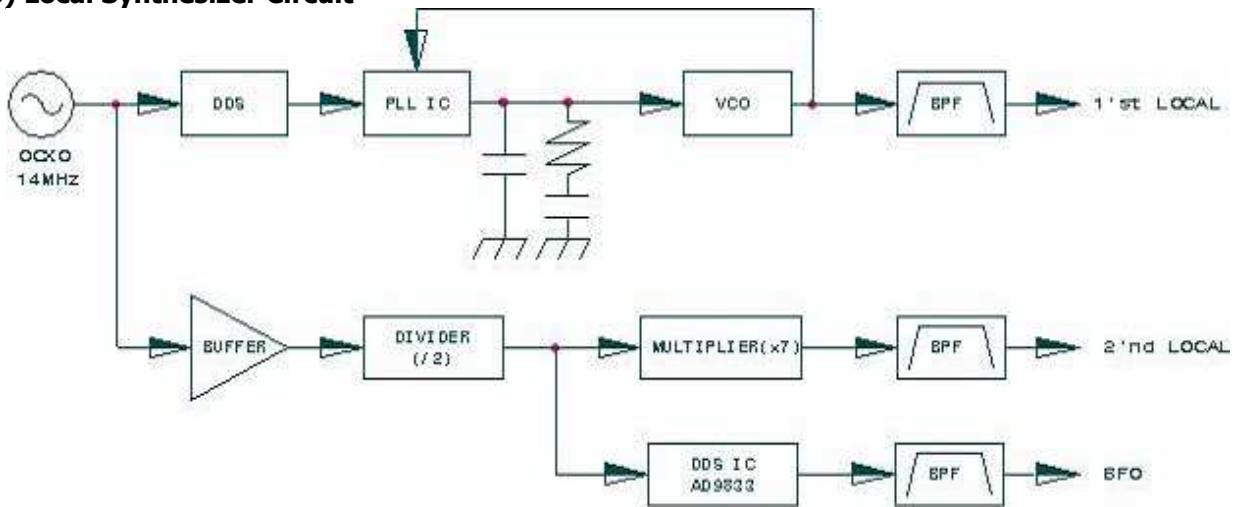 Local Synthesizer Circuit
DDS
PLL IC
VCO
BPF
1'st LOCAL
OCXO
14MHz
BUFFER
DIVIDER
(/2)
MULTIPLIER(x7)
BPF
2'nd LOCAL
DDS IC
AD9833
BPF
BFO